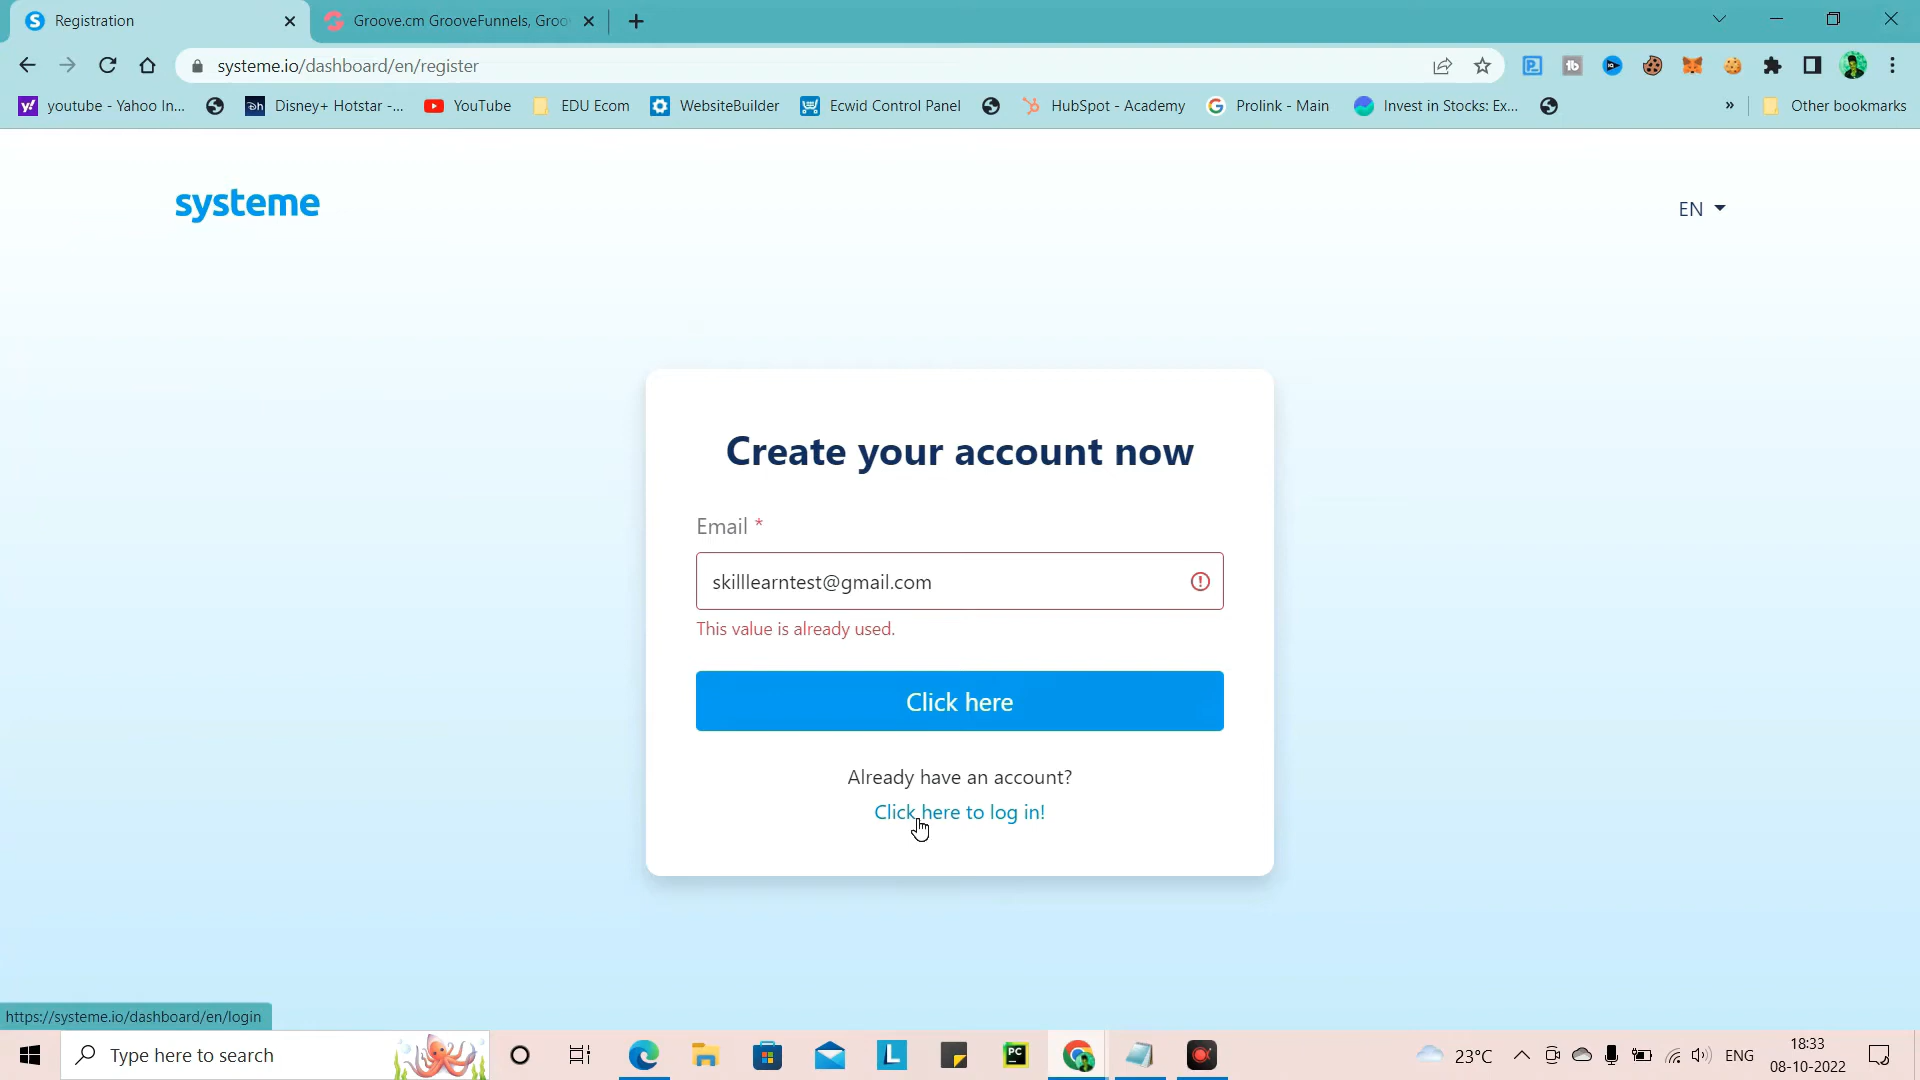 Registration
Groove.cm GrooveFunnels, Groo
systeme.io/dashboard/en/register
youtube - Yahoo In...
Disney+ Hotstar -...
YouTube
EDU Ecom
WebsiteBuilder
Ecwid Control Panel
HubSpot - Academy
Prolink - Main
Invest in Stocks: Ex...
»
Other bookmarks
systeme
EN
Create your account now
Email *
skilllearntest@gmail.com
This value is already used.
Click here
Already have an account?
Click here to log in!
https://systeme.io/dashboard/en/login
Type here to search
23°C
ENG
18:33
08-10-2022